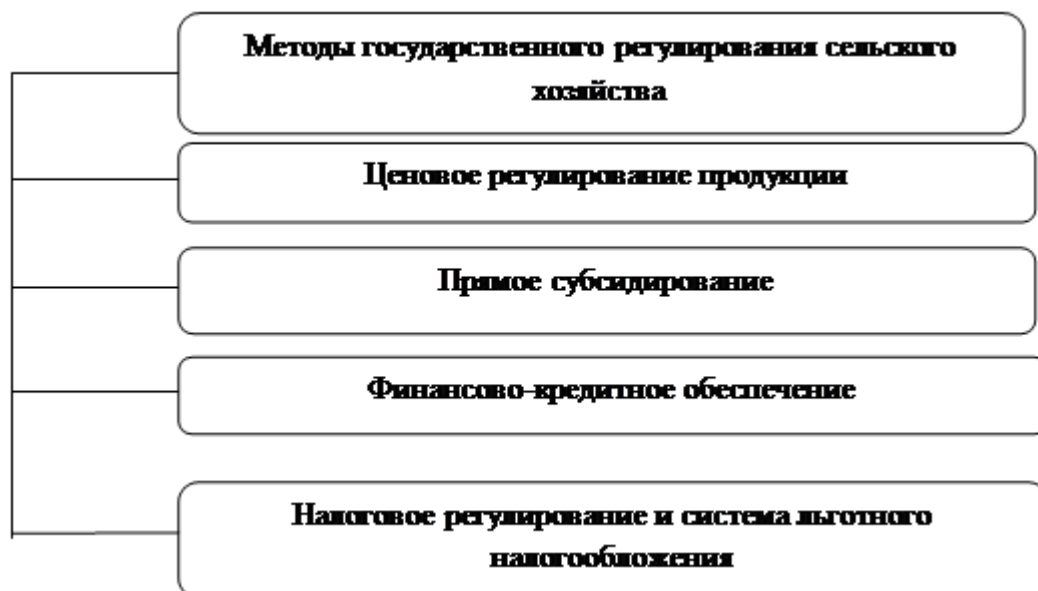 Методы государственного регулирования сельского
хозяйства
Ценовое регулирование продукции
Прямое субсидирование
Финансово-кредитное обеспечение
Налоговое регулирование и система льготного
налогообложения